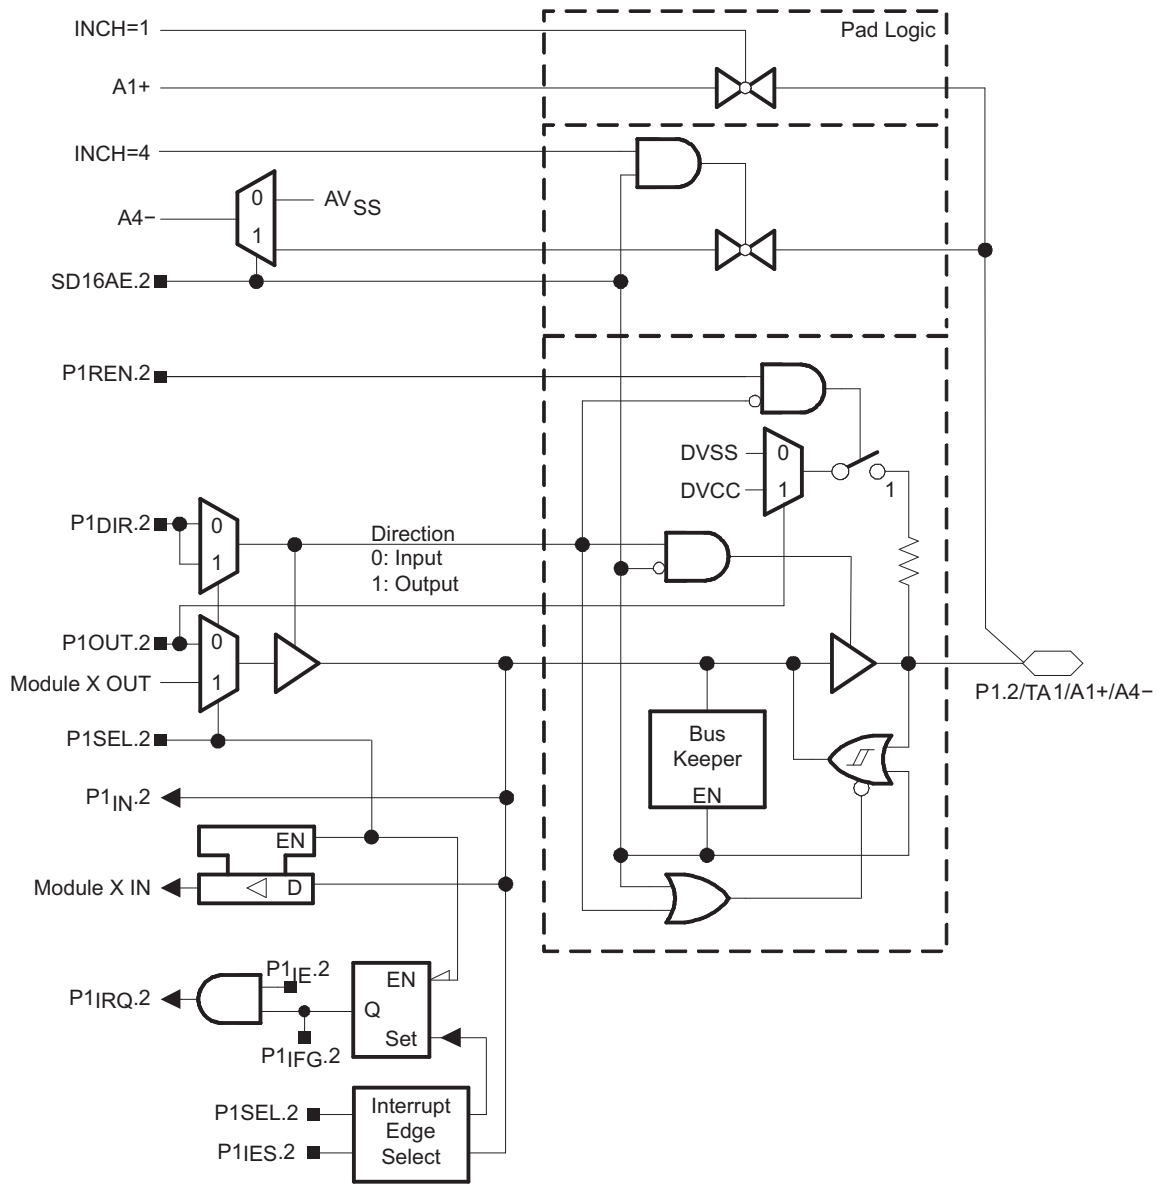 INCH=1
Pad Logic
A1+
INCH=4
0
AVSS
A4−
1
SD16AE.2
P1REN.2
DVSS
0
DVCC
1
1
P1DIR.2
0
1
Direction
0: Input
1: Output
P1OUT.2
0
Module X OUT
1
P1.2/TA1/A1+/A4−
P1SEL.2
Bus
Keeper
EN
P1IN.2
EN
Module X IN
D
P1IE.2
P1IRQ.2
EN
Q
Set
P1IFG.2
P1SEL.2
P1IES.2
Interrupt
Edge
Select